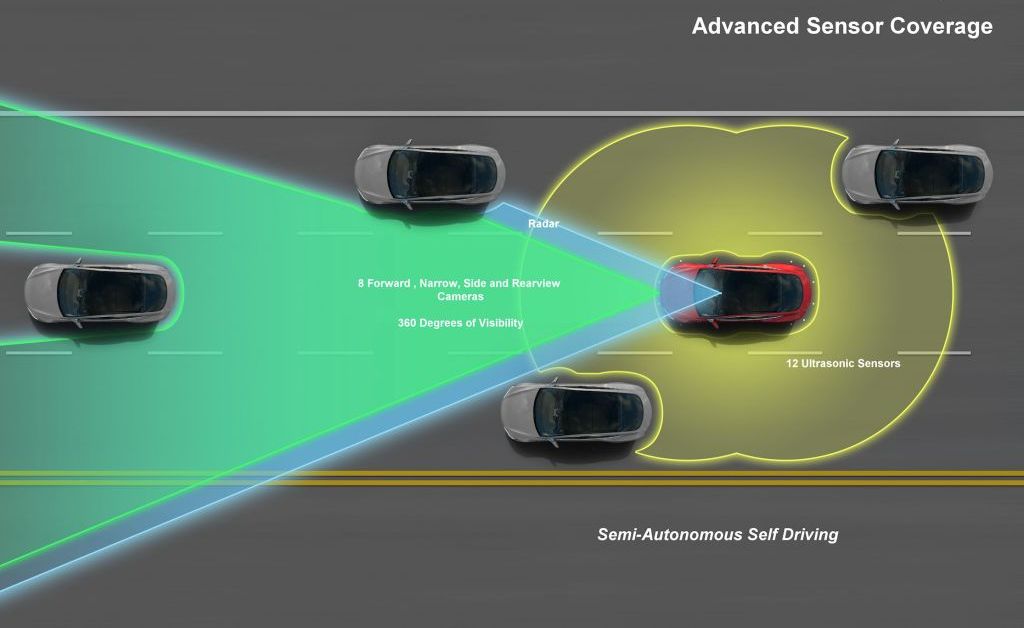 Advanced Sensor Coverage
Radar
8 Forward , Narrow, Side and Rearview
Cameras
360 Degrees of Visibility
12 Ultrasonic Sensors
Semi-Autonomous Self Driving